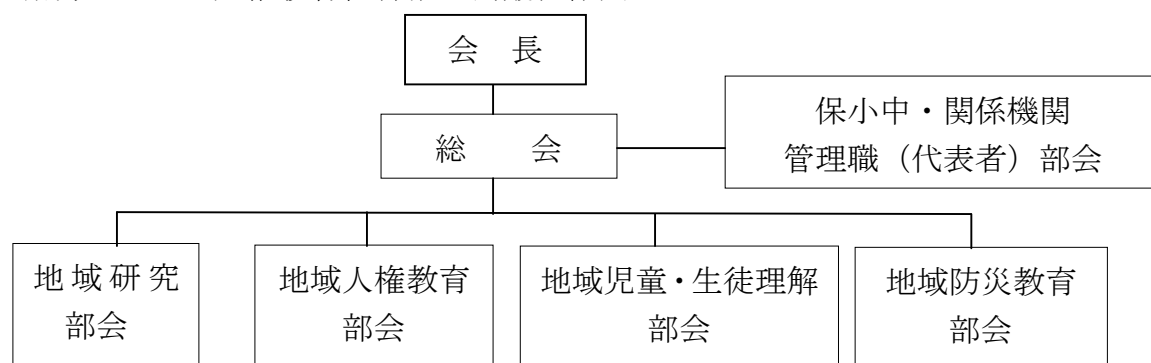 会　長
総　　会
保小中・関係機関
管理職（代表者）部会
地域研究
部会
地域人権教育
部会
地域児童・生徒理解
部会
地域防災教育
部会